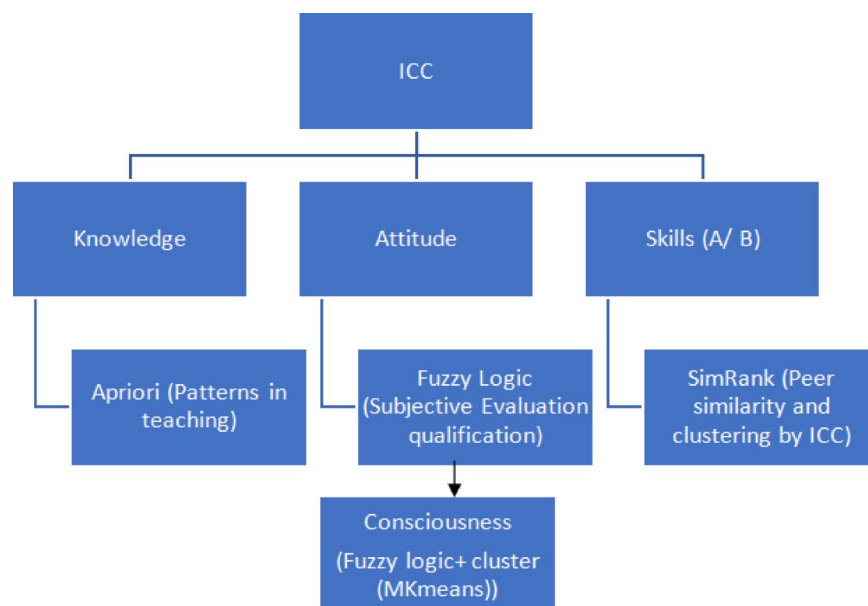 ICC
Knowledge
Attitude
Skills (A/ B)
Apriori (Patterns in
teaching)
Fuzzy Logic
(Subjective Evaluation
qualification)
SimRank (Peer
similarity and
clustering by ICC)
Consciousness
(Fuzzy logic+ cluster
(MKmeans))